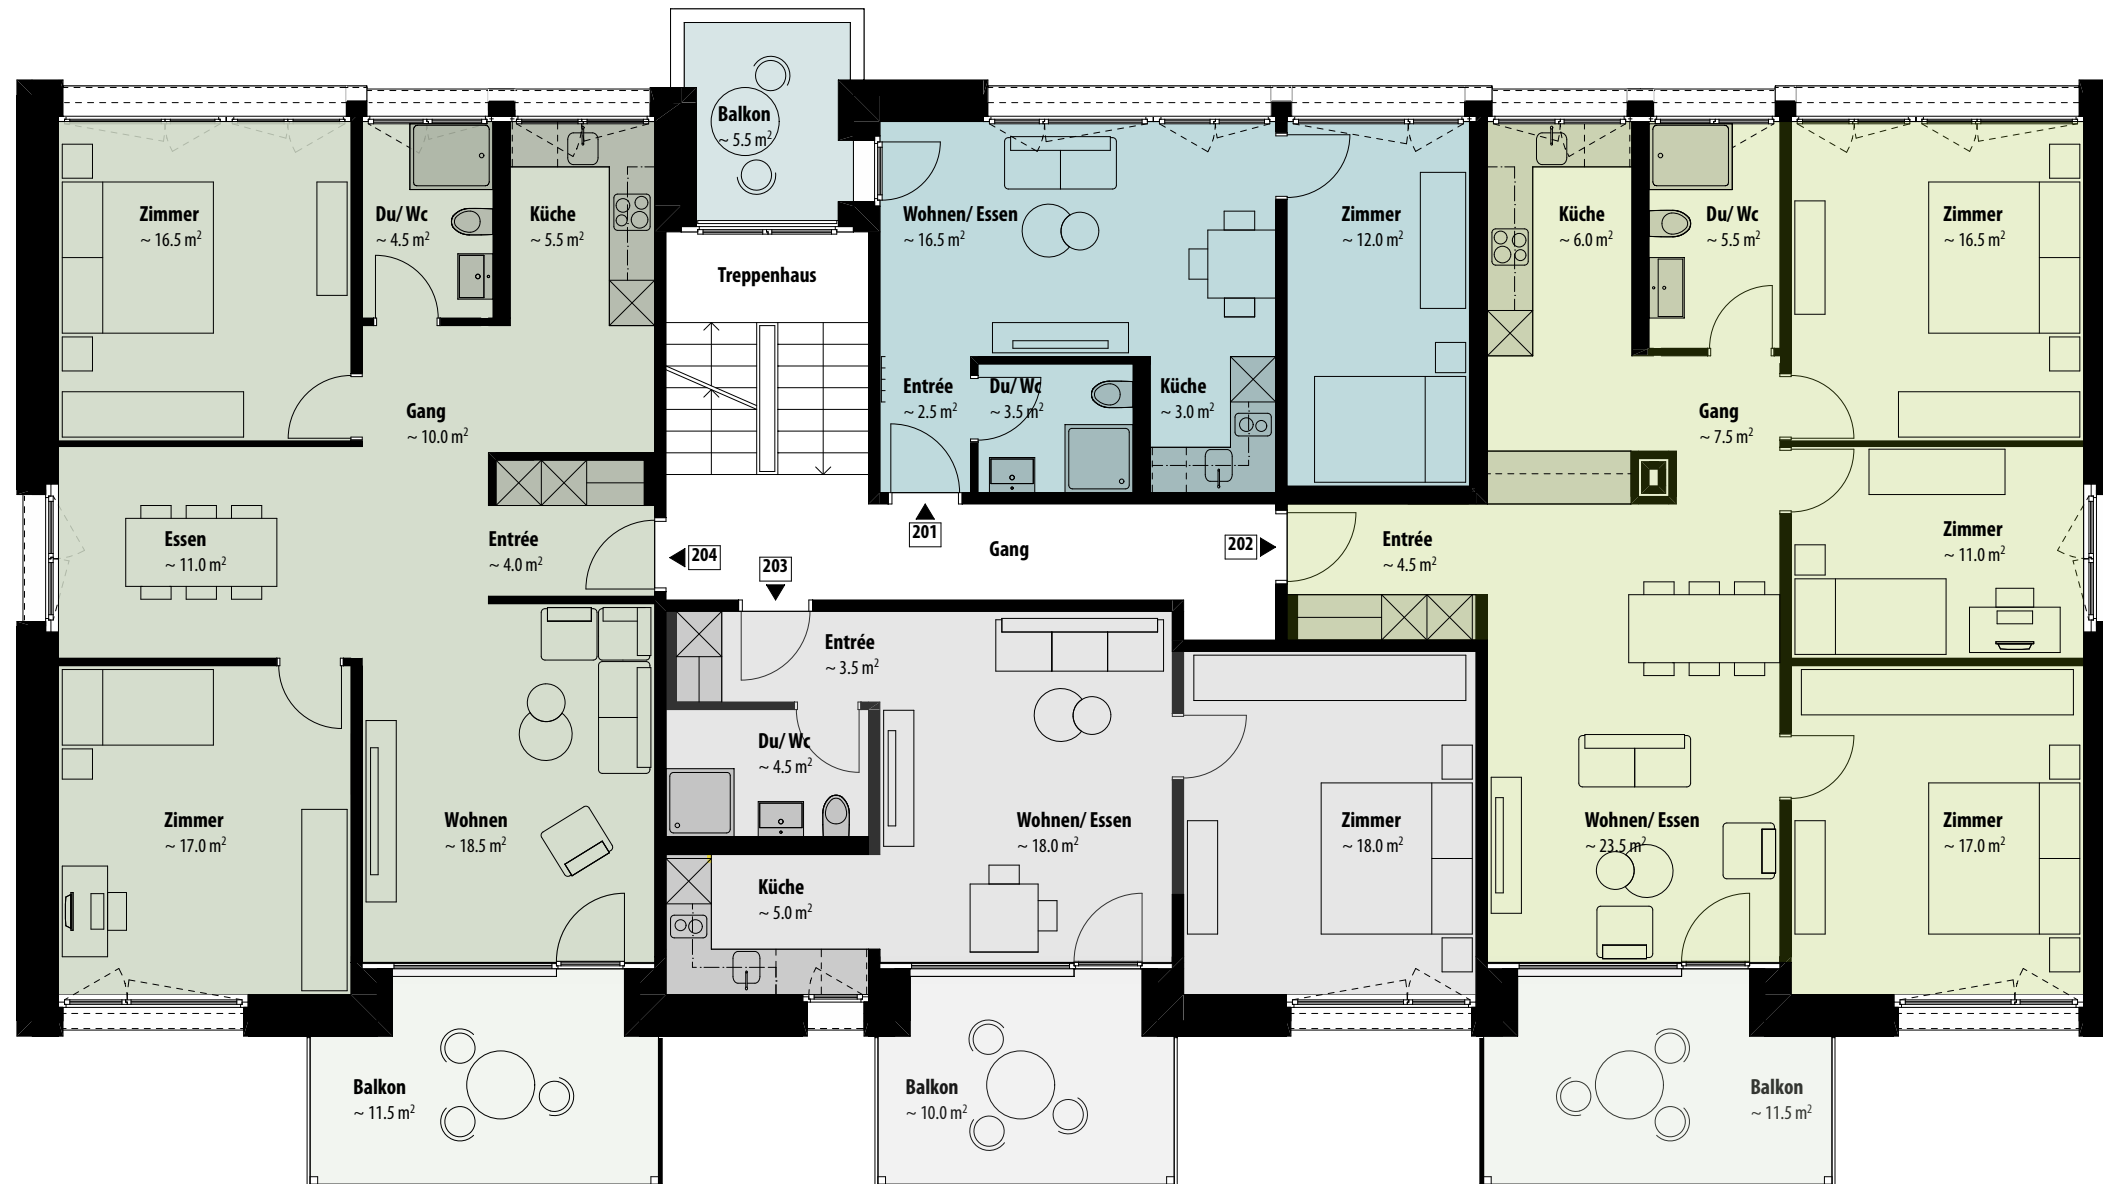 Balkon
~ 5.5 m²
Zimmer
~ 16.5 m²
Du/ Wc
~ 4.5 m²
Küche
~ 5.5 m²
Treppenhaus
Wohnen/ Essen
~ 16.5 m²
Zimmer
~ 12.0 m²
Küche
~ 6.0 m²
Du/ Wc
~ 5.5 m²
Zimmer
~ 16.5 m²
Gang
~ 10.0 m²
Entrée
~ 2.5 m²
Du/ Wc
~ 3.5 m²
Küche
~ 3.0 m²
Gang
~ 7.5 m²
Essen
~ 11.0 m²
Entrée
~ 4.0 m²
204
203
201
Gang
202
Entrée
~ 4.5 m²
Zimmer
~ 11.0 m²
Entrée
~ 3.5 m²
Du/ Wc
~ 4.5 m²
Zimmer
~ 17.0 m²
Wohnen
~ 18.5 m²
Wohnen/ Essen
~ 18.0 m²
Zimmer
~ 18.0 m²
Wohnen/ Essen
~ 23.5 m²
Zimmer
~ 17.0 m²
Küche
~ 5.0 m²
Balkon
~ 11.5 m²
Balkon
~ 10.0 m²
Balkon
~ 11.5 m²